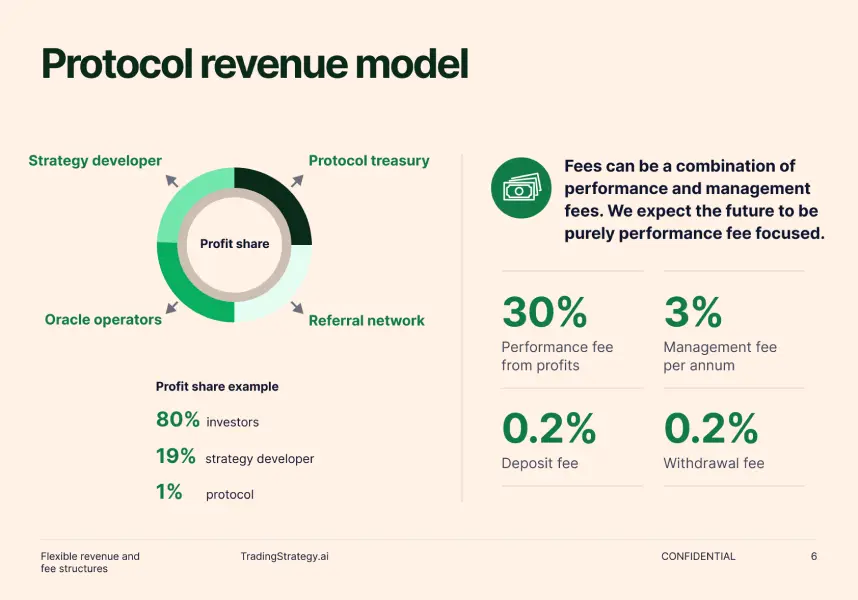 Protocol revenue model
Strategy developer
Protocol treasury
Profit share
Oracle operators
Referral network
Profit share example
80% investors
19% strategy developer
1% protocol
Fees can be a combination of
performance and management
fees. We expect the future to be
purely performance fee focused.
30%
Performance fee
from profits
3%
Management fee
per annum
0.2%
Deposit fee
0.2%
Withdrawal fee
Flexible revenue and
fee structures
TradingStrategy.ai
CONFIDENTIAL
6